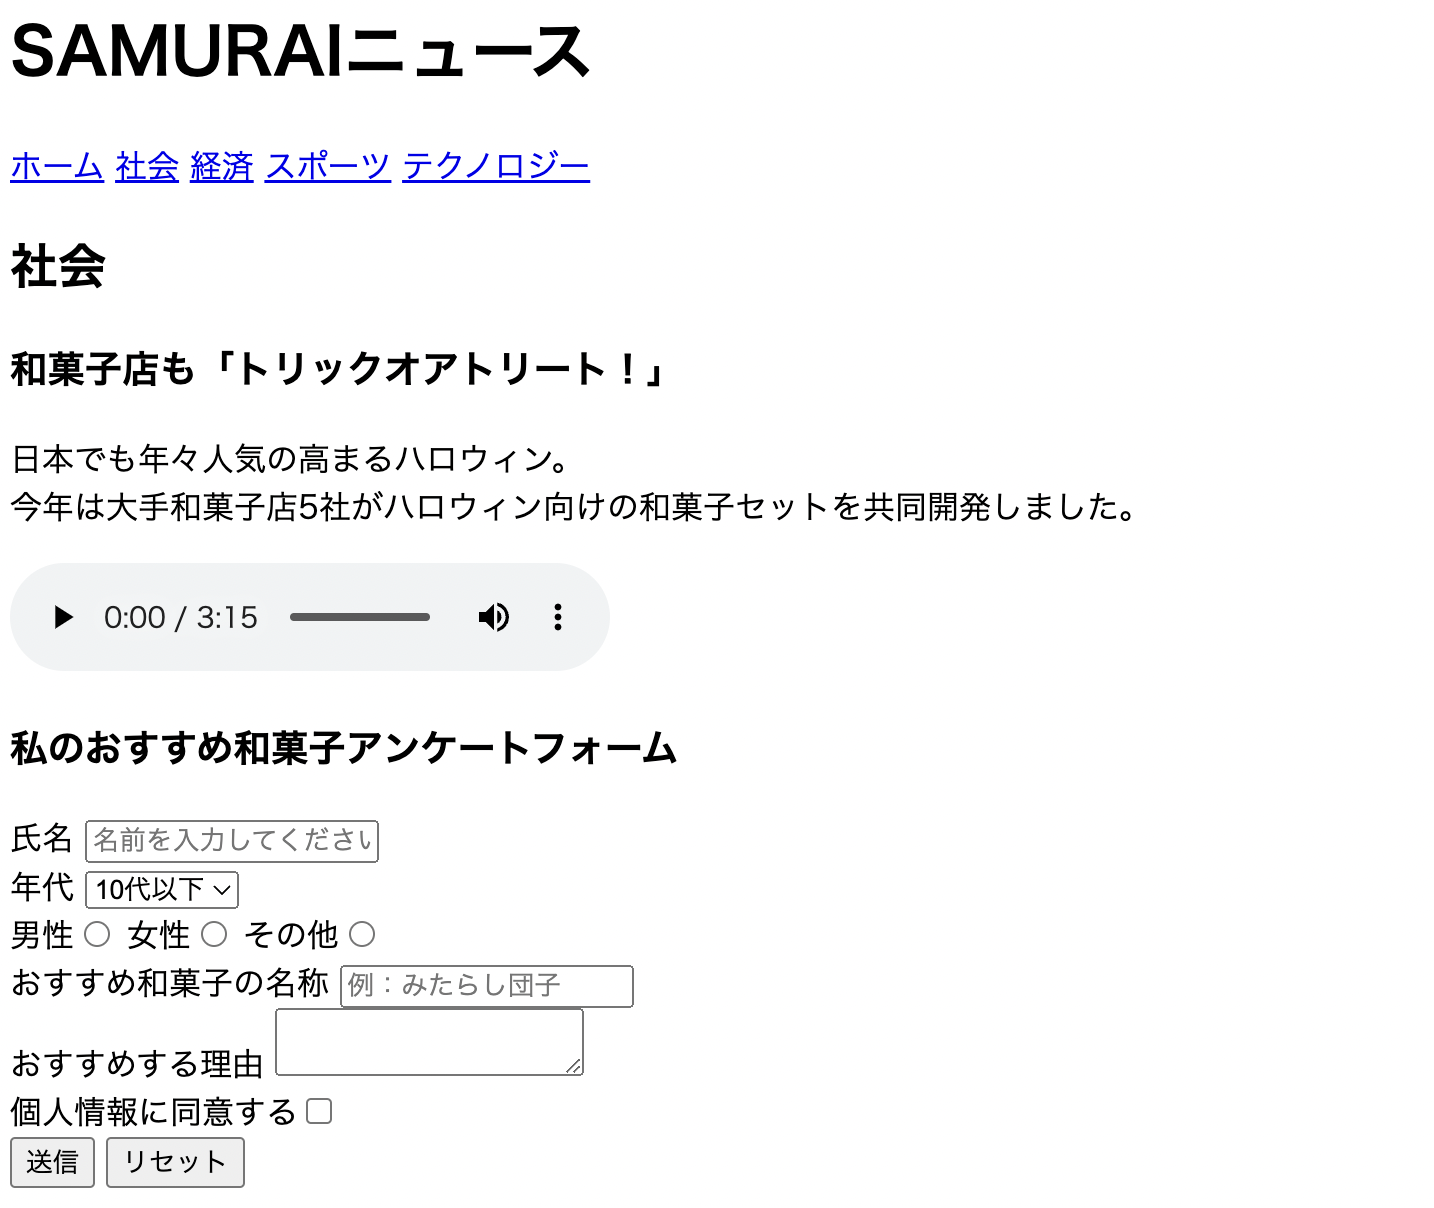 SAMURAIニュース
ホーム 社会 経済 スポーツ テクノロジー
社会
和菓子店も「トリックオアトリート！」
日本でも年々人気の高まるハロウィン。
今年は大手和菓子店5社がハロウィン向けの和菓子セットを共同開発しました。
0:00 / 3:15
私のおすすめ和菓子アンケートフォーム
氏名 名前を入力してください
年代 10代以下
男性 女性 その他
おすすめ和菓子の名称 例：みたらし団子
おすすめする理由
個人情報に同意する
送信 リセット